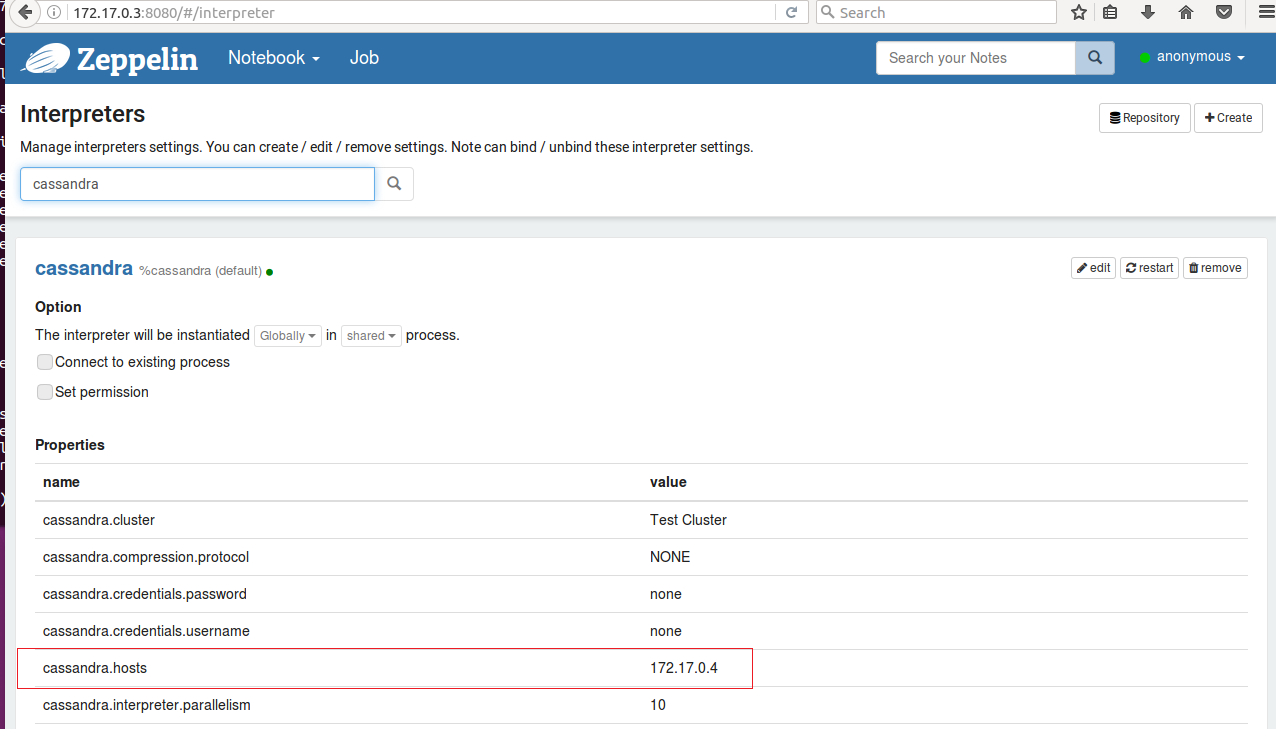 172.17.0.3:8080/#/interpreter
Search
Zeppelin Notebook Job Search your Notes anonymous
Interpreters
Repository Create
Manage interpreters settings. You can create / edit / remove settings. Note can bind / unbind these interpreter settings.
cassandra
cassandra %cassandra (default)
edit restart remove
Option
The interpreter will be instantiated Globally in shared process.
Connect to existing process
Set permission
Properties
name value
cassandra.cluster Test Cluster
cassandra.compression.protocol NONE
cassandra.credentials.password none
cassandra.credentials.username none
cassandra.hosts 172.17.0.4
cassandra.interpreter.parallelism 10